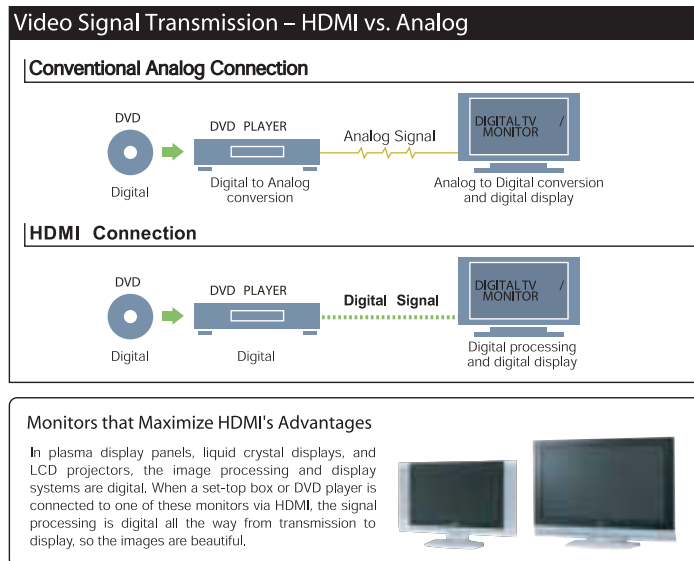 Video Signal Transmission – HDMI vs. Analog
Conventional Analog Connection
DVD
DVD PLAYER
Analog Signal
DIGITALTV /
MONITOR
Digital
Digital to Analog
conversion
Analog to Digital conversion
and digital display
HDMI Connection
DVD
DVD PLAYER
Digital Signal
DIGITALTV /
MONITOR
Digital
Digital
Digital processing
and digital display
Monitors that Maximize HDMI's Advantages
In plasma display panels, liquid crystal displays, and
LCD projectors, the image processing and display
systems are digital. When a set-top box or DVD player is
connected to one of these monitors via HDMI, the signal
processing is digital all the way from transmission to
display, so the images are beautiful.